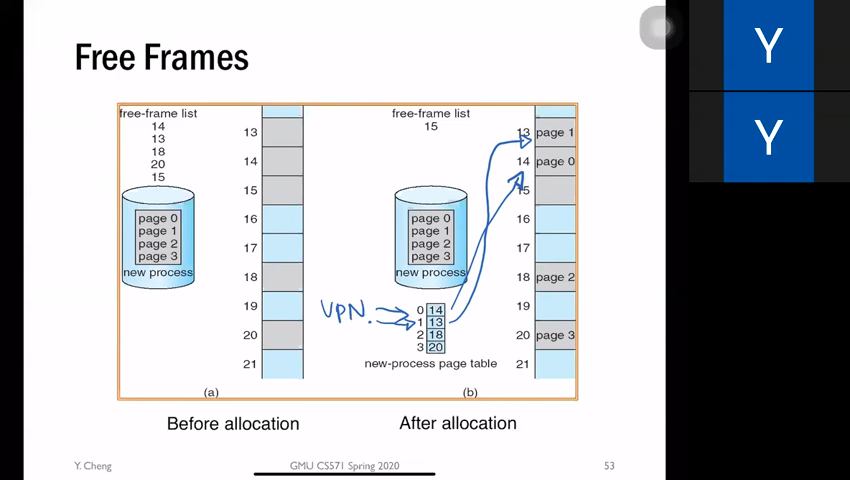 Free Frames
free-frame list
14
13
18
20
15
13
14
15
16
17
18
19
20
21
page 0
page 1
page 2
page 3
new process
(a)
Before allocation
free-frame list
15
13 page 1
14 page 0
15
16
17
18 page 2
19
20 page 3
21
page 0
page 1
page 2
page 3
new process
VPN.
0 14
1 13
2 18
3 20
new-process page table
(b)
After allocation
Y. Cheng
GMU CS571 Spring 2020
53
Y
Y